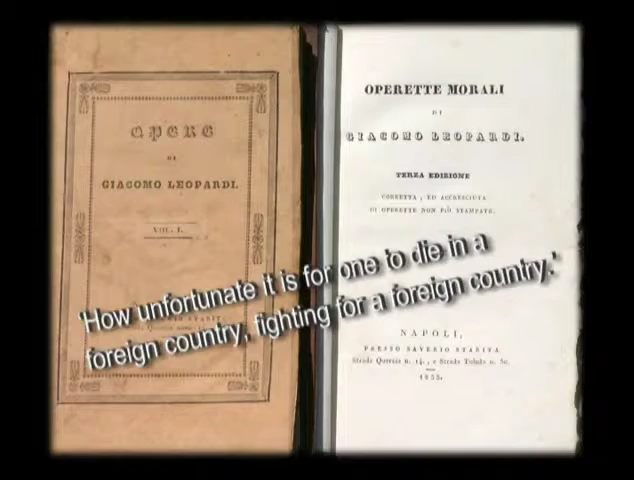 OPERE
DI
GIACOMO LEOPARDI.
VOL. I.
OPERETTE MORALI
DI
GIACOMO LEOPARDI.
TERZA EDIZIONE
CORRETTA, ED ACCRESCIUTA
DI OPERETTE NON PIÙ STAMPATE.
NAPOLI,
PRESSO SAVERIO STARITA
Strada Quercia n. 14., e Strada Toledo n. 50.
1835.
'How unfortunate it is for one to die in a
foreign country, fighting for a foreign country.'